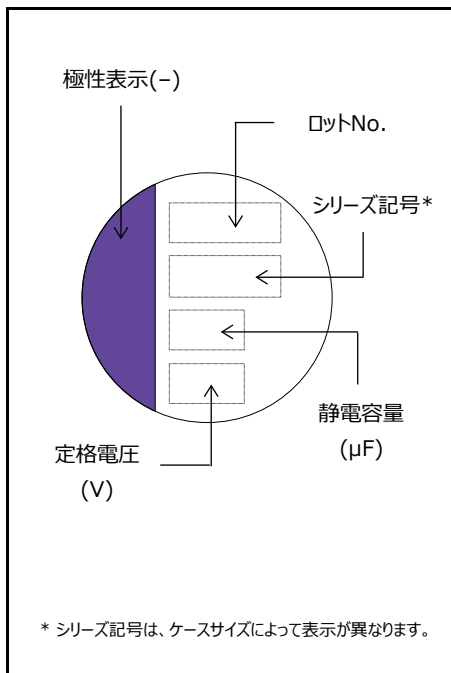 極性表示(−)
ロットNo.
シリーズ記号*
静電容量
(μF)
定格電圧
(V)
* シリーズ記号は、ケースサイズによって表示が異なります。